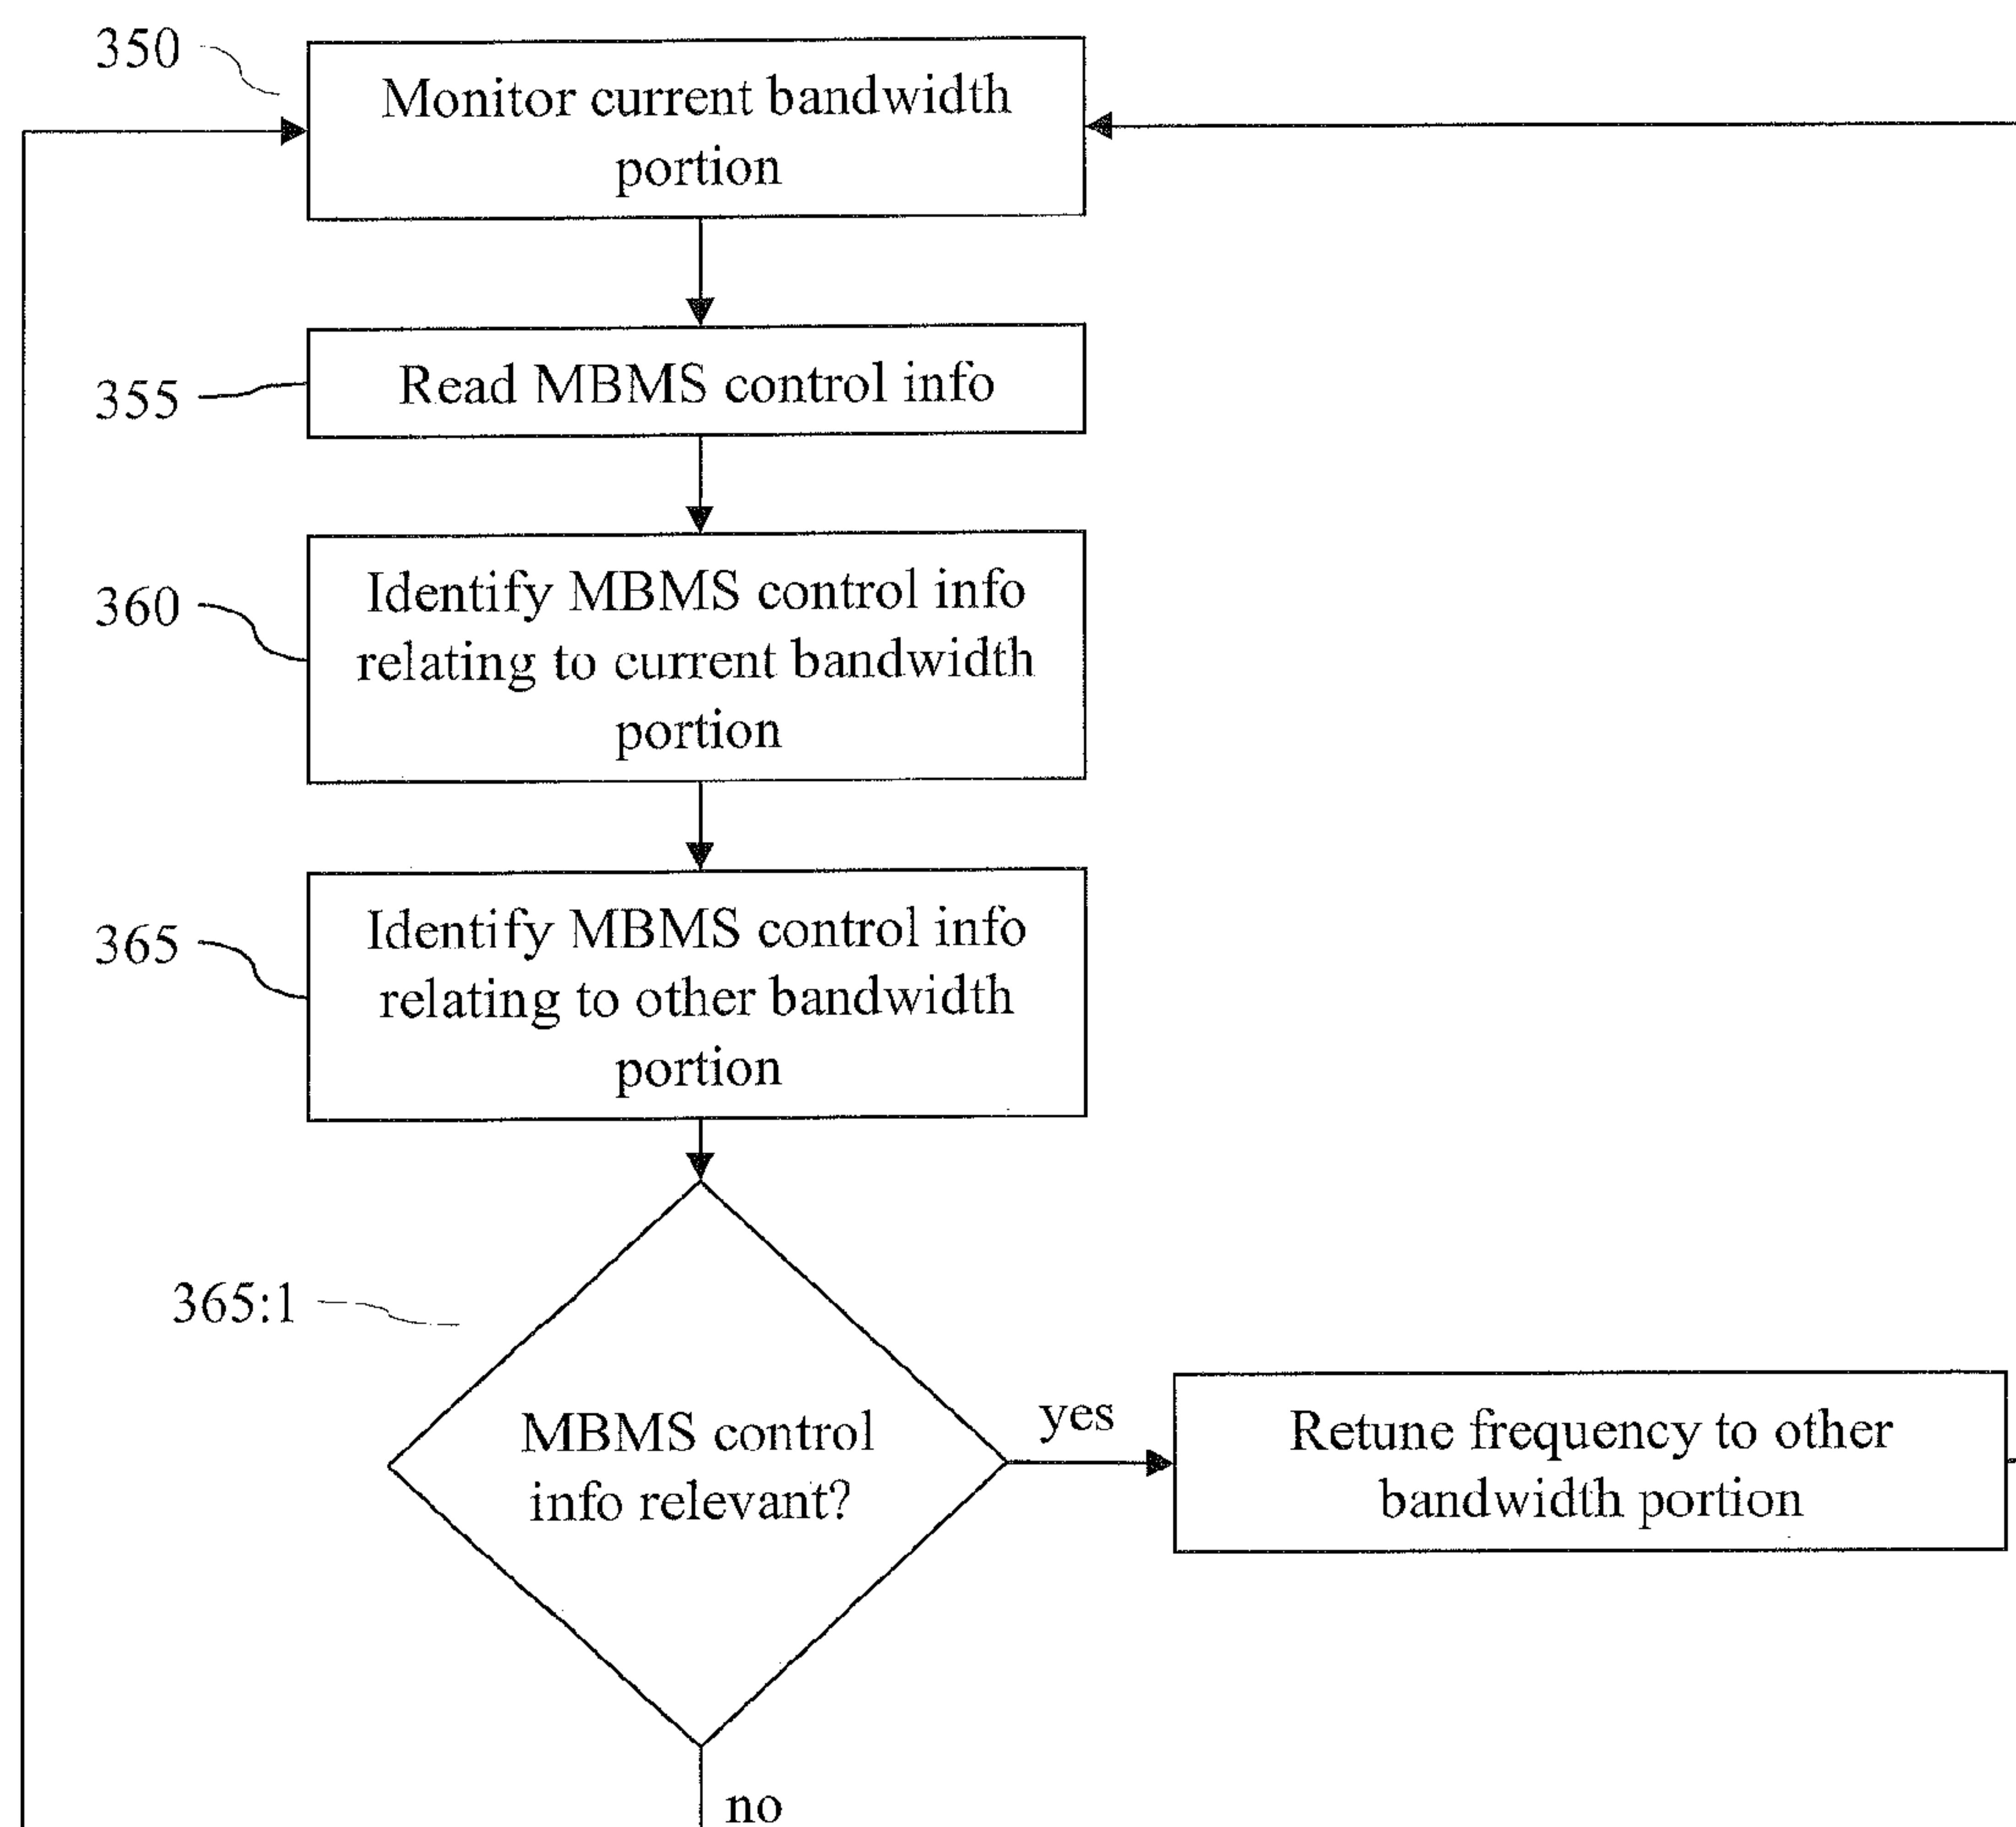 350
Monitor current bandwidth
portion
355
Read MBMS control info
360
Identify MBMS control info
relating to current bandwidth
portion
365
Identify MBMS control info
relating to other bandwidth
portion
365:1
MBMS control
info relevant?
yes
Retune frequency to other
bandwidth portion
no